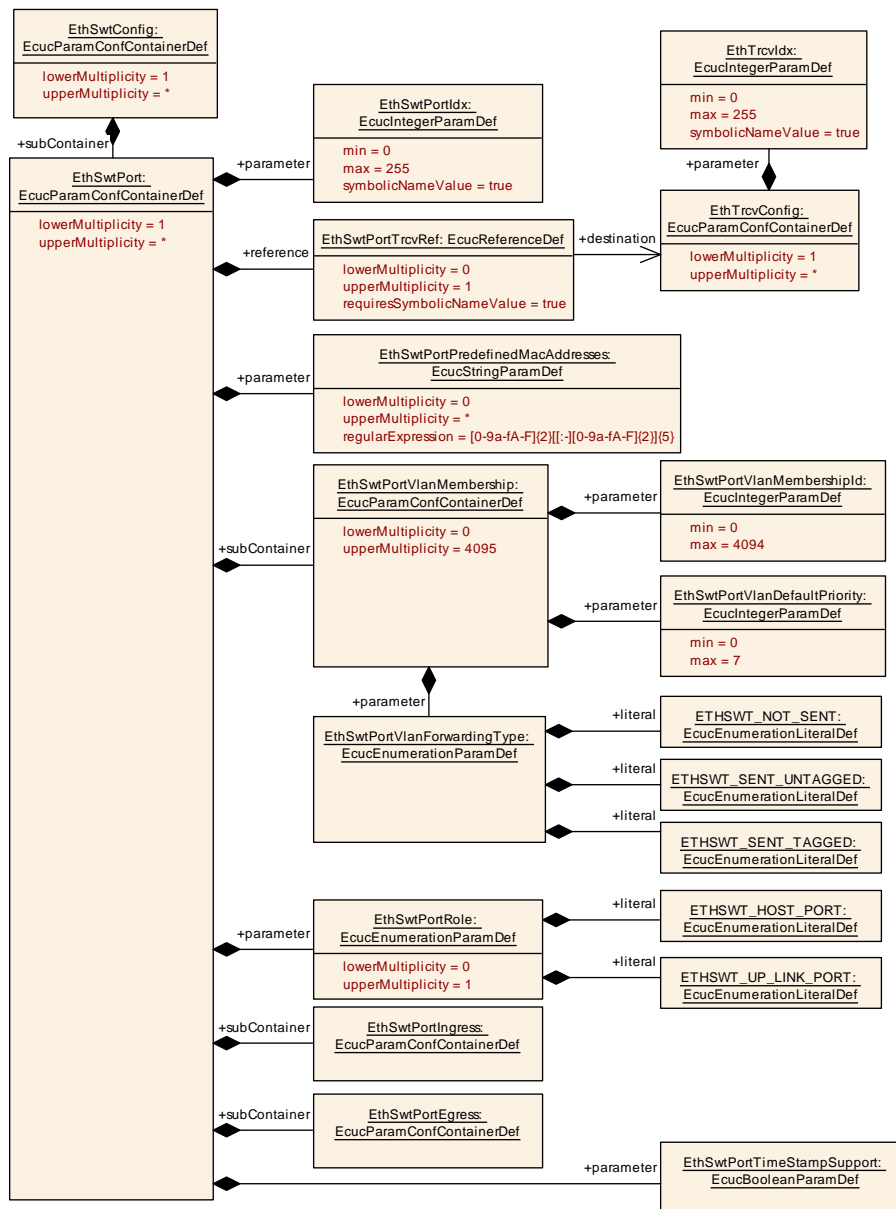 EthSwtConfig:
EcucParamConfContainerDef
lowerMultiplicity = 1
upperMultiplicity = *
+subContainer
EthSwtPort:
EcucParamConfContainerDef
lowerMultiplicity = 1
upperMultiplicity = *
+parameter
EthSwtPortIdx:
EcucIntegerParamDef
min = 0
max = 255
symbolicNameValue = true
EthTrcvIdx:
EcucIntegerParamDef
min = 0
max = 255
symbolicNameValue = true
+parameter
EthTrcvConfig:
EcucParamConfContainerDef
lowerMultiplicity = 1
upperMultiplicity = *
+reference
EthSwtPortTrcvRef: EcucReferenceDef
lowerMultiplicity = 0
upperMultiplicity = 1
requiresSymbolicNameValue = true
+destination
+parameter
EthSwtPortPredefinedMacAddresses:
EcucStringParamDef
lowerMultiplicity = 0
upperMultiplicity = *
regularExpression = [0-9a-fA-F]{2}[[:-][0-9a-fA-F]{2}]{5}
+subContainer
EthSwtPortVlanMembership:
EcucParamConfContainerDef
lowerMultiplicity = 0
upperMultiplicity = 4095
+parameter
EthSwtPortVlanMembershipId:
EcucIntegerParamDef
min = 0
max = 4094
+parameter
EthSwtPortVlanDefaultPriority:
EcucIntegerParamDef
min = 0
max = 7
+parameter
EthSwtPortVlanForwardingType:
EcucEnumerationParamDef
+literal
ETHSWT_NOT_SENT:
EcucEnumerationLiteralDef
+literal
ETHSWT_SENT_UNTAGGED:
EcucEnumerationLiteralDef
+literal
ETHSWT_SENT_TAGGED:
EcucEnumerationLiteralDef
+parameter
EthSwtPortRole:
EcucEnumerationParamDef
lowerMultiplicity = 0
upperMultiplicity = 1
+literal
ETHSWT_HOST_PORT:
EcucEnumerationLiteralDef
+literal
ETHSWT_UP_LINK_PORT:
EcucEnumerationLiteralDef
+subContainer
EthSwtPortIngress:
EcucParamConfContainerDef
+subContainer
EthSwtPortEgress:
EcucParamConfContainerDef
+parameter
EthSwtPortTimeStampSupport:
EcucBooleanParamDef